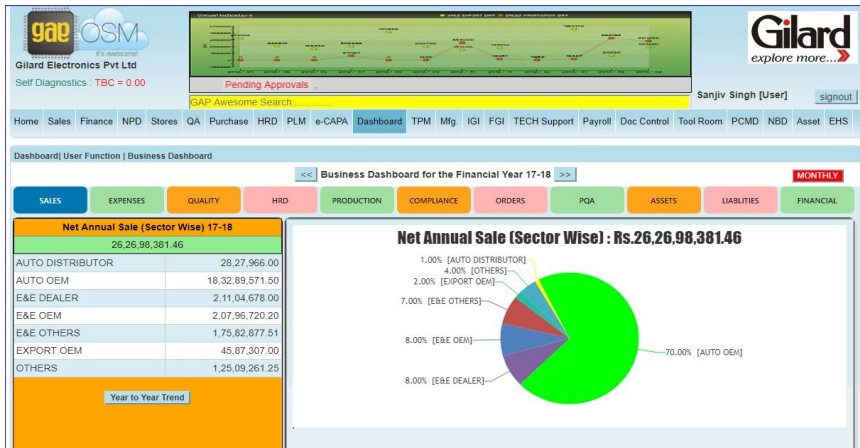 gap OSM
it's awesome!
Gilard Electronics Pvt Ltd
Self Diagnostics : TBC = 0.00
Visual Indicators
Pending Approvals
GAP Awesome Search..............
Gilard
explore more...
Sanjiv Singh [User]
signout
Home Sales Finance NPD Stores QA Purchase HRD PLM e-CAPA Dashboard TPM Mfg. IGI FGI TECH Support Payroll Doc Control Tool Room PCMD NBD Asset EHS
Dashboard| User Function | Business Dashboard
<< Business Dashboard for the Financial Year 17-18 >>
MONTHLY
SALES EXPENSES QUALITY HRD PRODUCTION COMPLIANCE ORDERS PQA ASSETS LIABLITIES FINANCIAL
Net Annual Sale (Sector Wise) 17-18
26,26,98,381.46
AUTO DISTRIBUTOR 28,27,966.00
AUTO OEM 18,32,89,571.50
E&E DEALER 2,11,04,678.00
E&E OEM 2,07,96,720.20
E&E OTHERS 1,75,82,877.51
EXPORT OEM 45,87,307.00
OTHERS 1,25,09,261.25
Year to Year Trend
Net Annual Sale (Sector Wise) : Rs.26,26,98,381.46
1.00% [AUTO DISTRIBUTOR]
4.00% [OTHERS]
2.00% [EXPORT OEM]
7.00% [E&E OTHERS]
8.00% [E&E OEM]
8.00% [E&E DEALER]
70.00% [AUTO OEM]